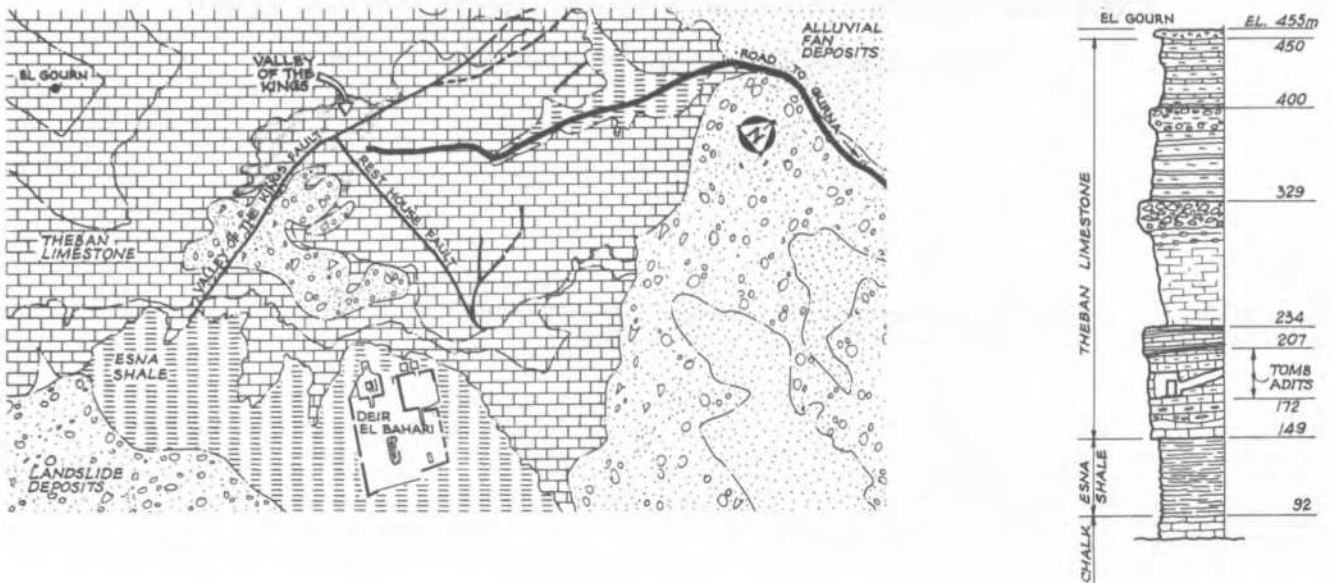 ALLUVIAL
FAN
DEPOSITS
ROAD TO GURNA
VALLEY
OF THE
KINGS
EL GOURN
N
VALLEY OF THE KINGS FAULT
REST HOUSE FAULT
THEBAN
LIMESTONE
ESNA
SHALE
DEIR
EL BAHARI
LANDSLIDE
DEPOSITS
EL GOURN
EL. 455m
450
400
329
234
207
TOMB
ADITS
172
149
92
THEBAN LIMESTONE
ESNA
SHALE
CHALK